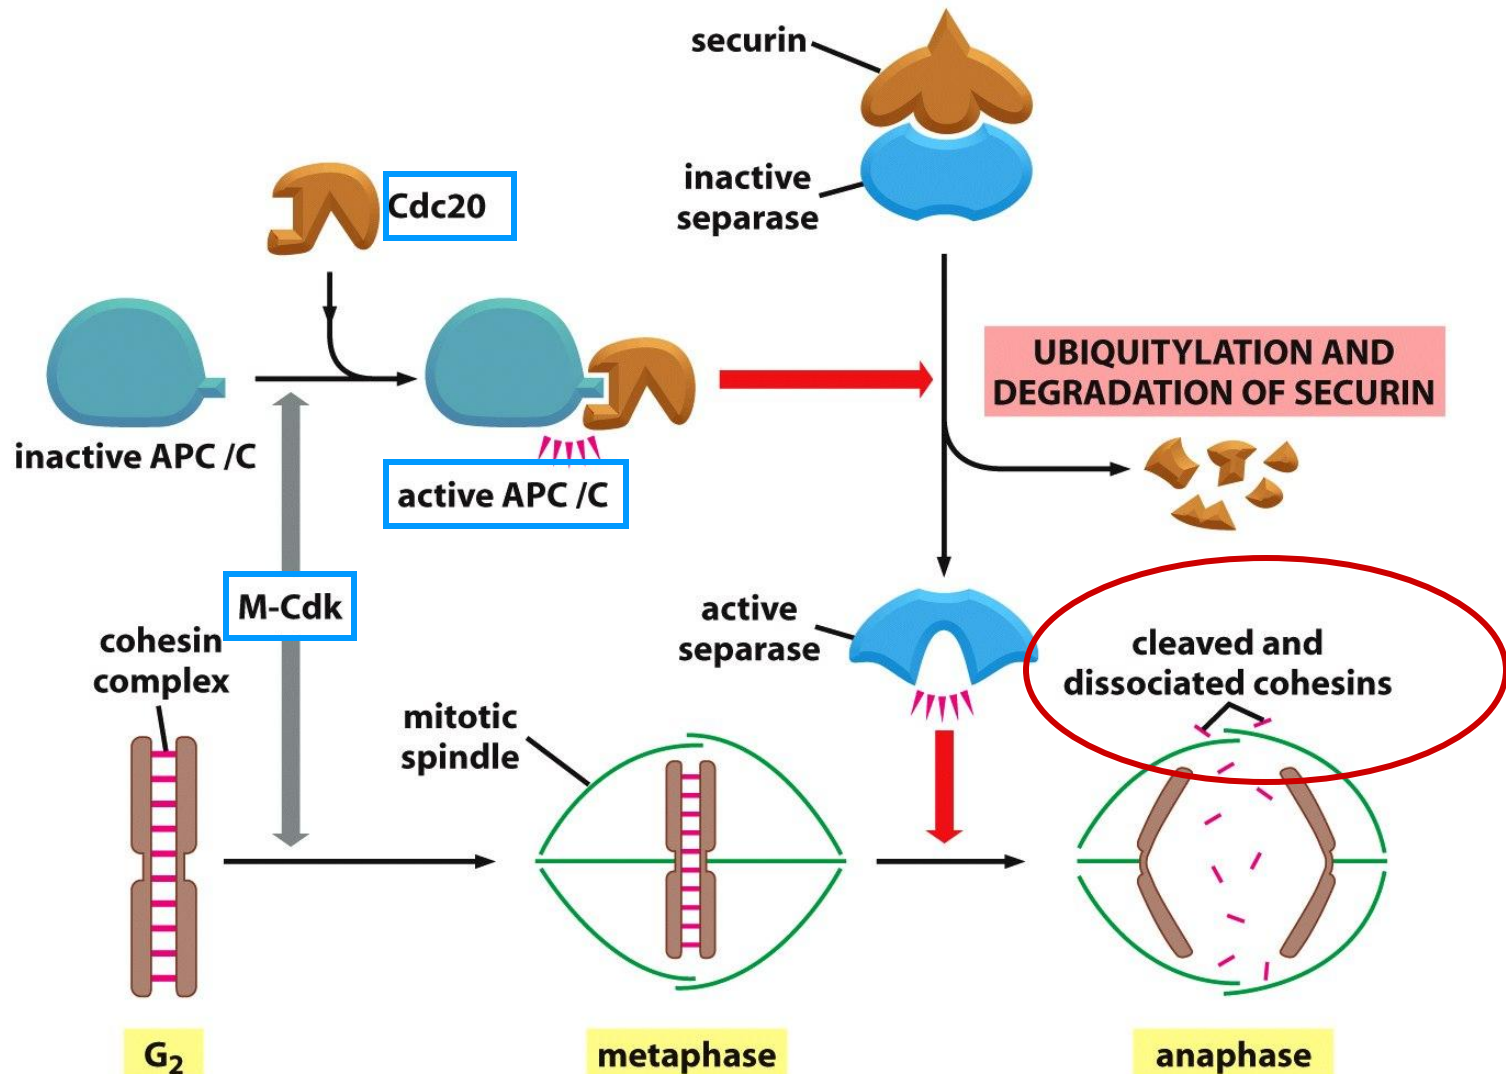 securin
inactive
separase
Cdc20
UBIQUITYLATION AND
DEGRADATION OF SECURIN
inactive APC /C
active APC /C
M-Cdk
cohesin
complex
active
separase
cleaved and
dissociated cohesins
mitotic
spindle
G₂
metaphase
anaphase